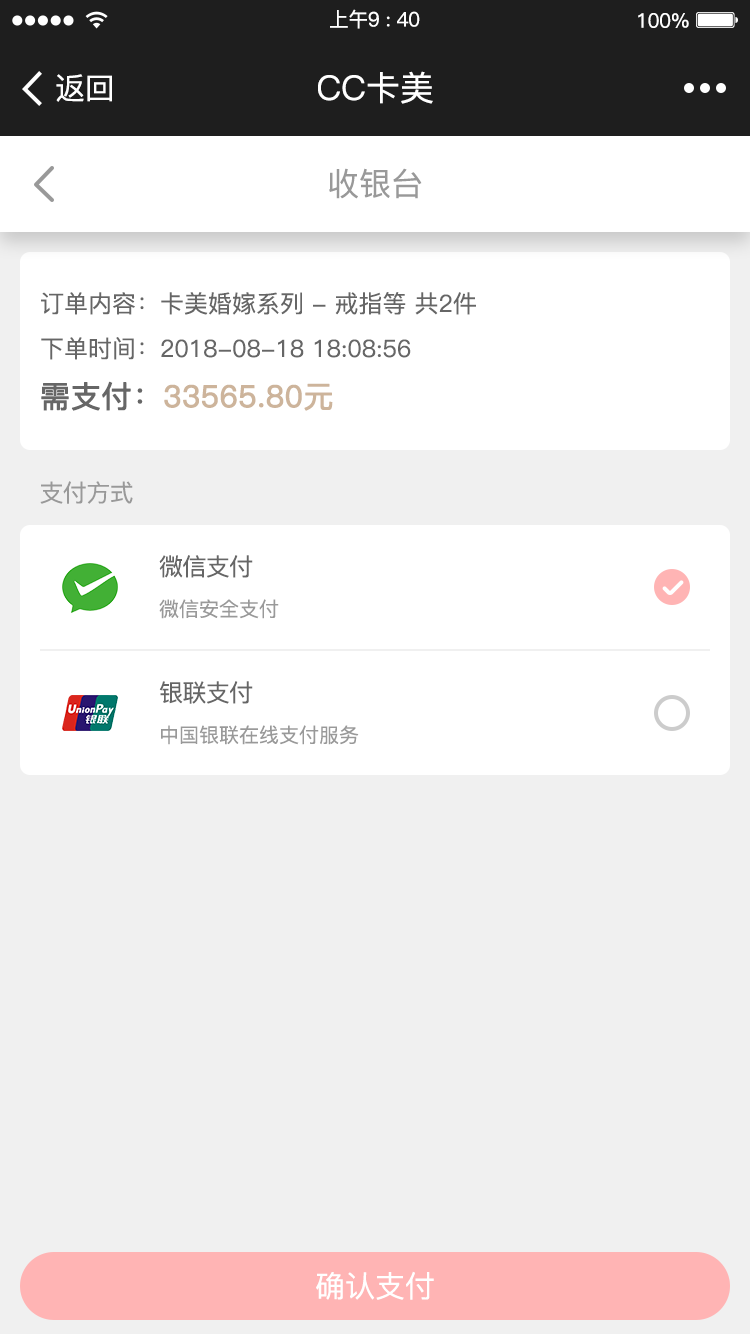 上午9 : 40
100%
返回
CC卡美
收银台
订单内容：卡美婚嫁系列 - 戒指等 共2件
下单时间：2018-08-18 18:08:56
需支付：33565.80元
支付方式
微信支付
微信安全支付
UnionPay
银联
银联支付
中国银联在线支付服务
确认支付